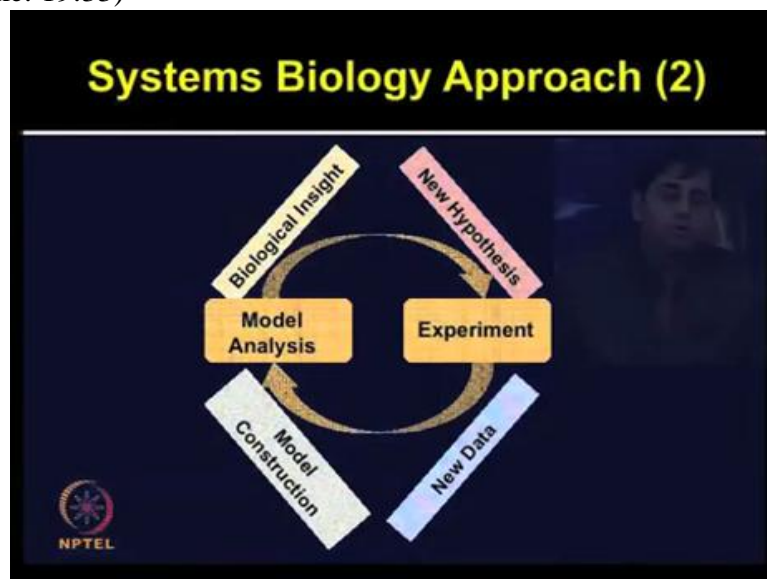 Systems Biology Approach (2)
Biological Insight
New Hypothesis
Model
Analysis
Experiment
Model
Construction
New Data
NPTEL